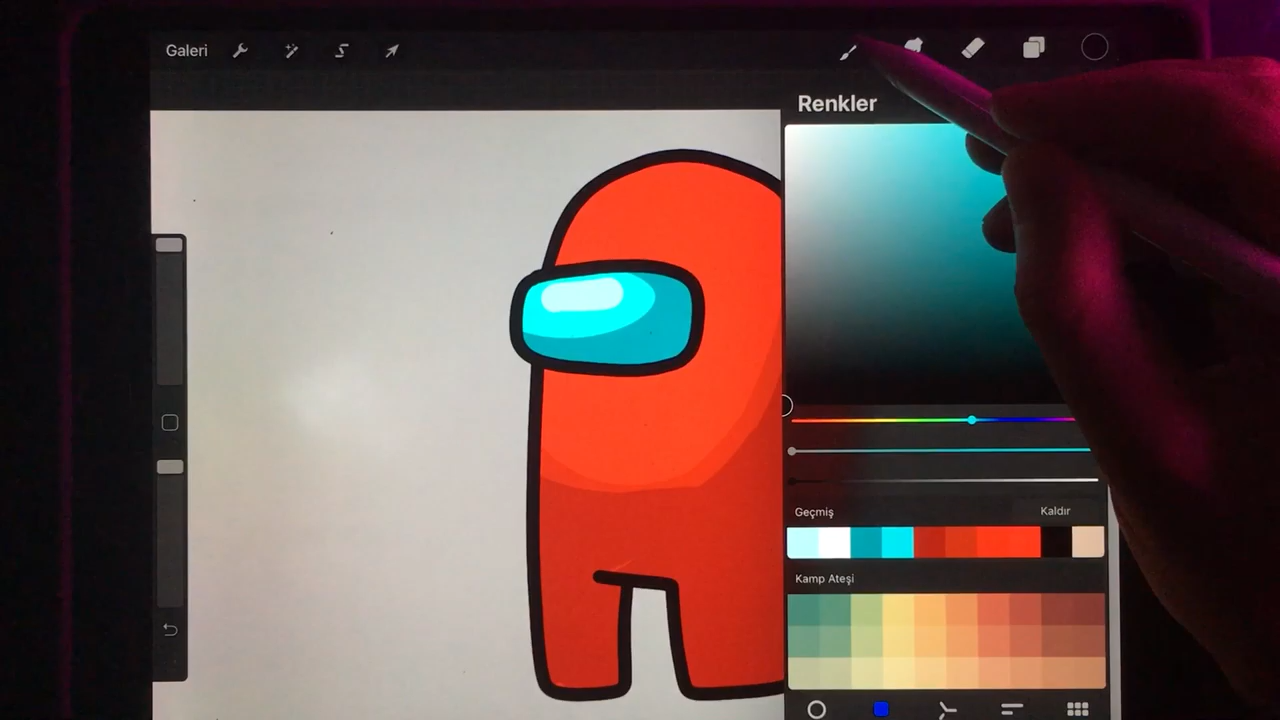 Galeri
Renkler
Geçmiş
Kaldır
Kamp Ateşi